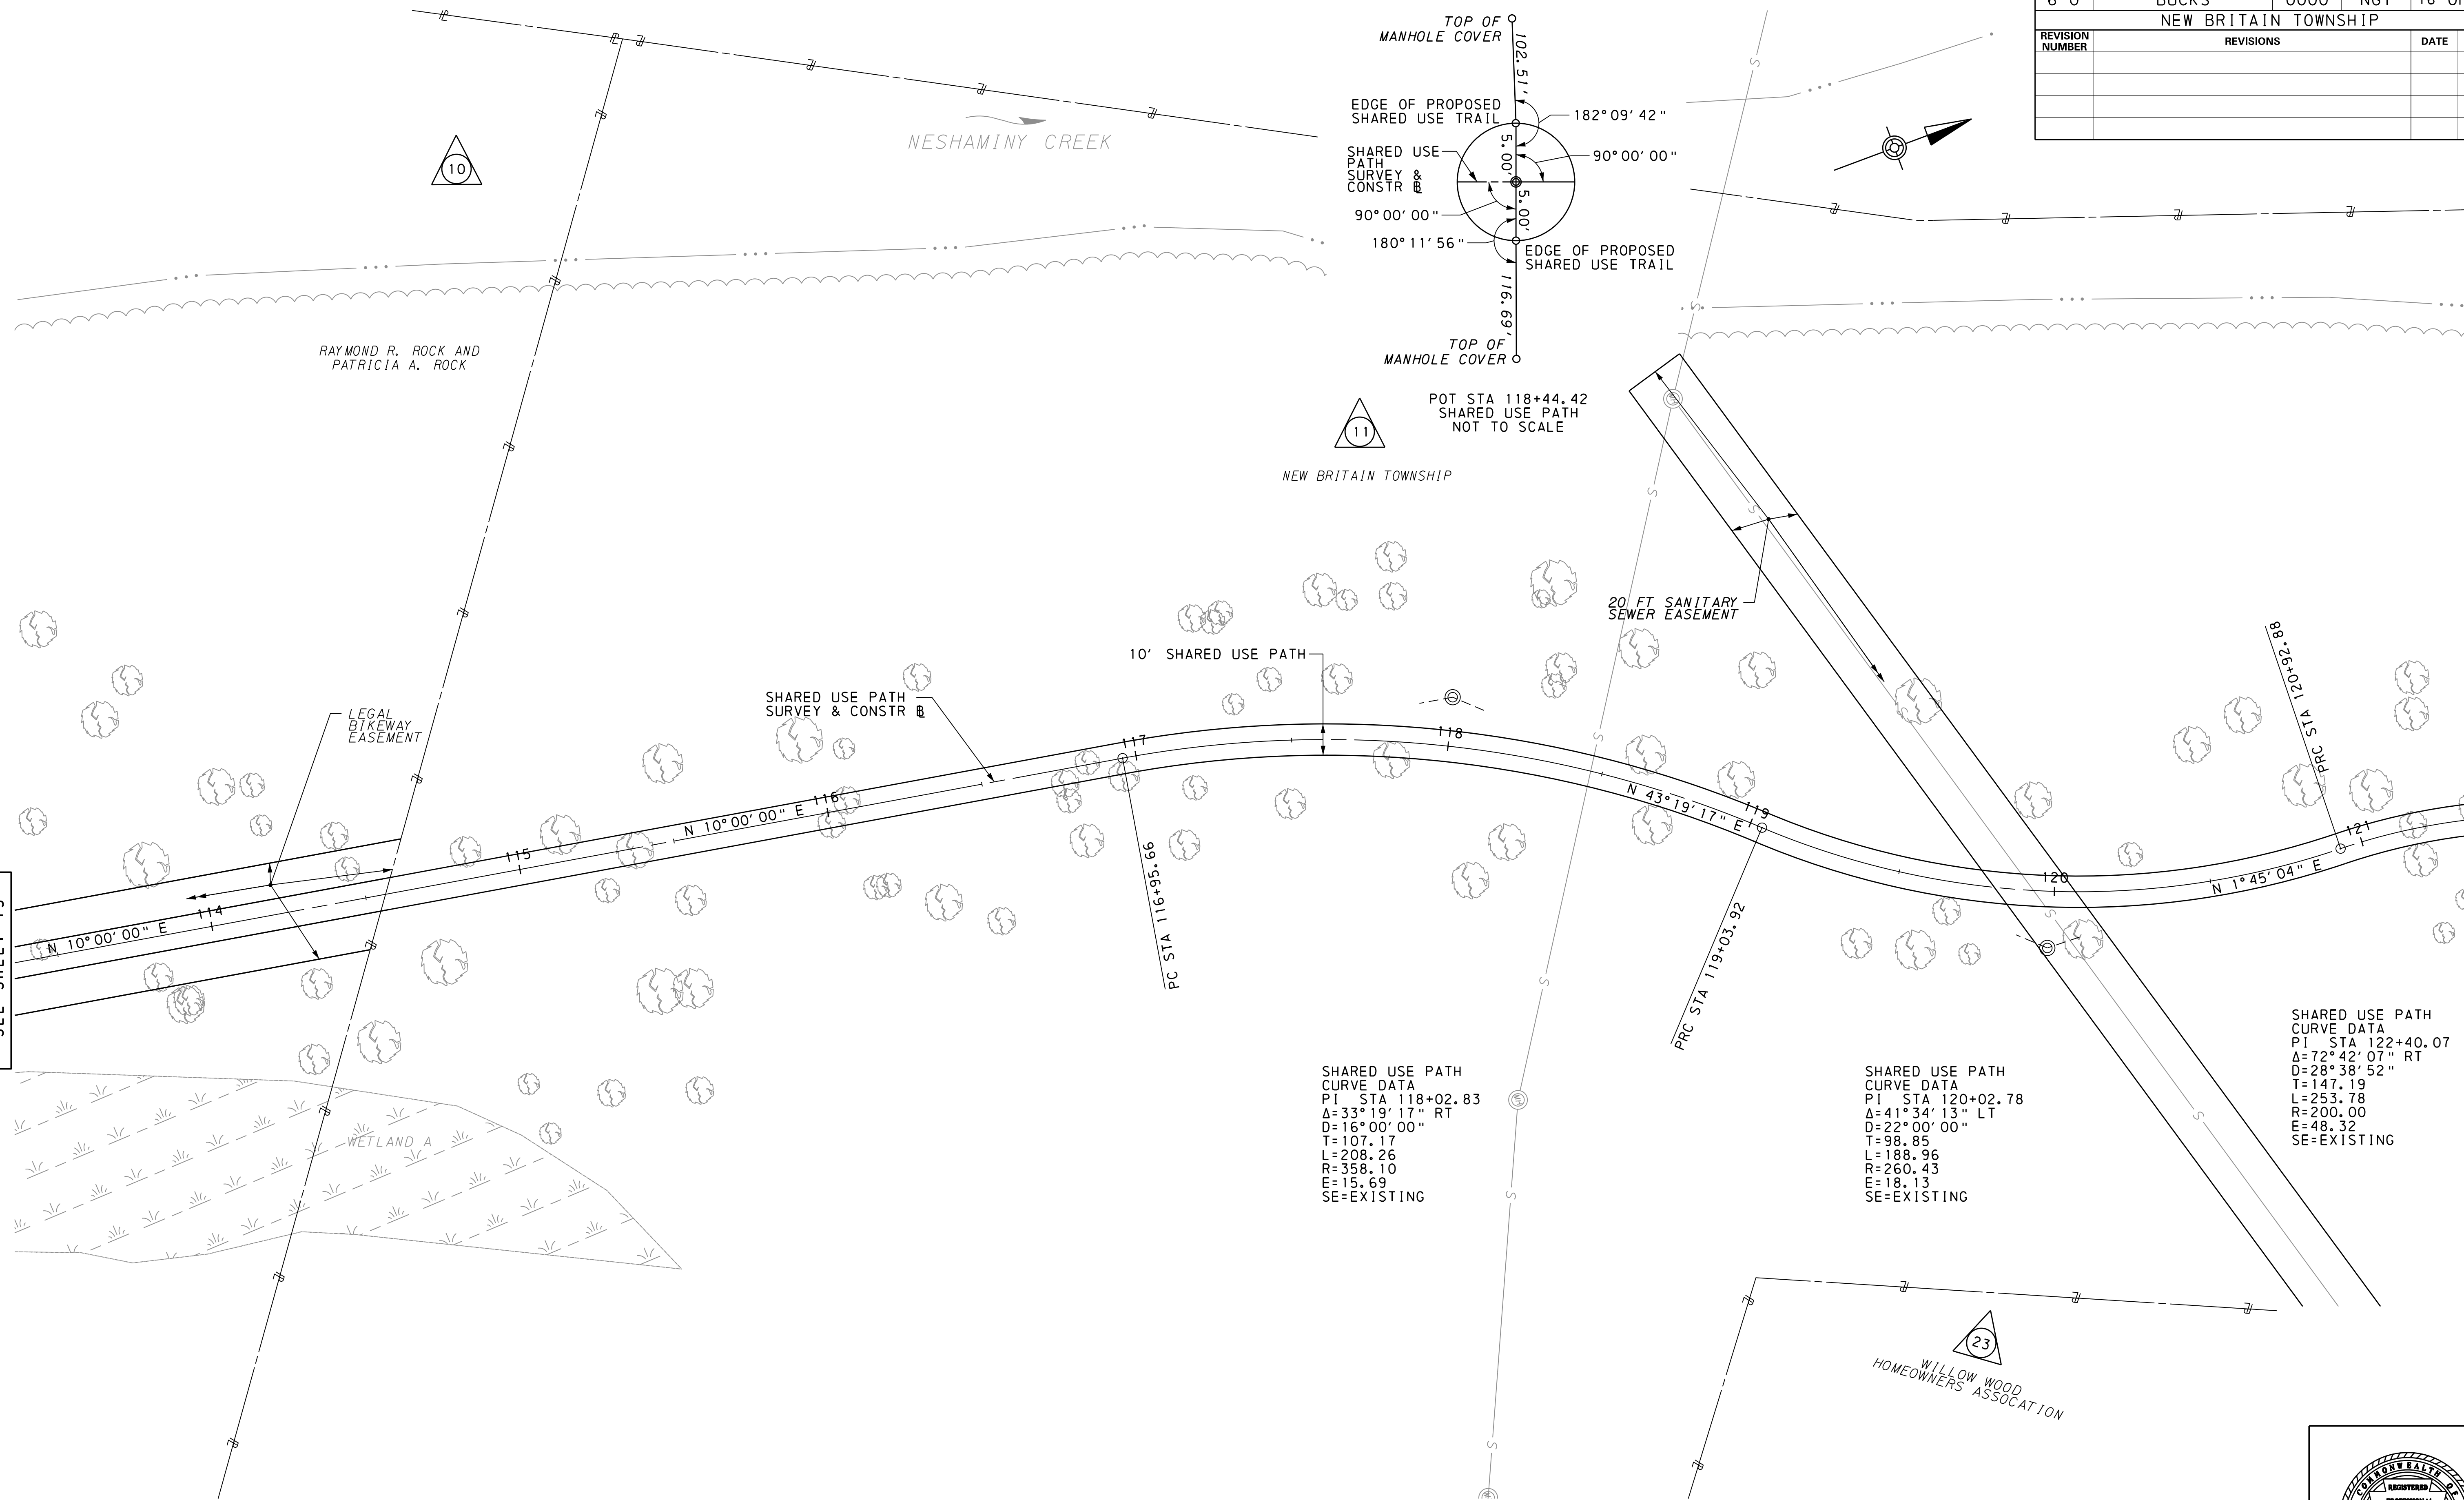 BUCKS
NEW BRITAIN TOWNSHIP
REVISION
NUMBER
REVISIONS
DATE
TOP OF
MANHOLE COVER
102.51'
EDGE OF PROPOSED
SHARED USE TRAIL
182°09'42"
5.00'
90°00'00"
SHARED USE
PATH
SURVEY &
CONSTR ℄
5.00'
90°00'00"
180°11'56"
EDGE OF PROPOSED
SHARED USE TRAIL
116.69'
TOP OF
MANHOLE COVER
POT STA 118+44.42
SHARED USE PATH
NOT TO SCALE
NESHAMINY CREEK
10
RAYMOND R. ROCK AND
PATRICIA A. ROCK
11
NEW BRITAIN TOWNSHIP
20 FT SANITARY
SEWER EASEMENT
10' SHARED USE PATH
SHARED USE PATH
SURVEY & CONSTR
LEGAL
BIKEWAY
EASEMENT
N 10°00'00" E
114
115
N 10°00'00" E
116
117
118
N 43°19'17" E
119
120
N 1°45'04" E
121
PC STA 116+95.66
PRC STA 119+03.92
PRC STA 120+92.88
WETLAND A
SHARED USE PATH
CURVE DATA
PI STA 118+02.83
Δ=33°19'17" RT
D=16°00'00"
T=107.17
L=208.26
R=358.10
E=15.69
SE=EXISTING
SHARED USE PATH
CURVE DATA
PI STA 120+02.78
Δ=41°34'13" LT
D=22°00'00"
T=98.85
L=188.96
R=260.43
E=18.13
SE=EXISTING
SHARED USE PATH
CURVE DATA
PI STA 122+40.07
Δ=72°42'07" RT
D=28°38'52"
T=147.19
L=253.78
R=200.00
E=48.32
SE=EXISTING
23
WILLOW WOOD
HOMEOWNERS ASSOCATION
COMMONWEALTH OF
REGISTERED